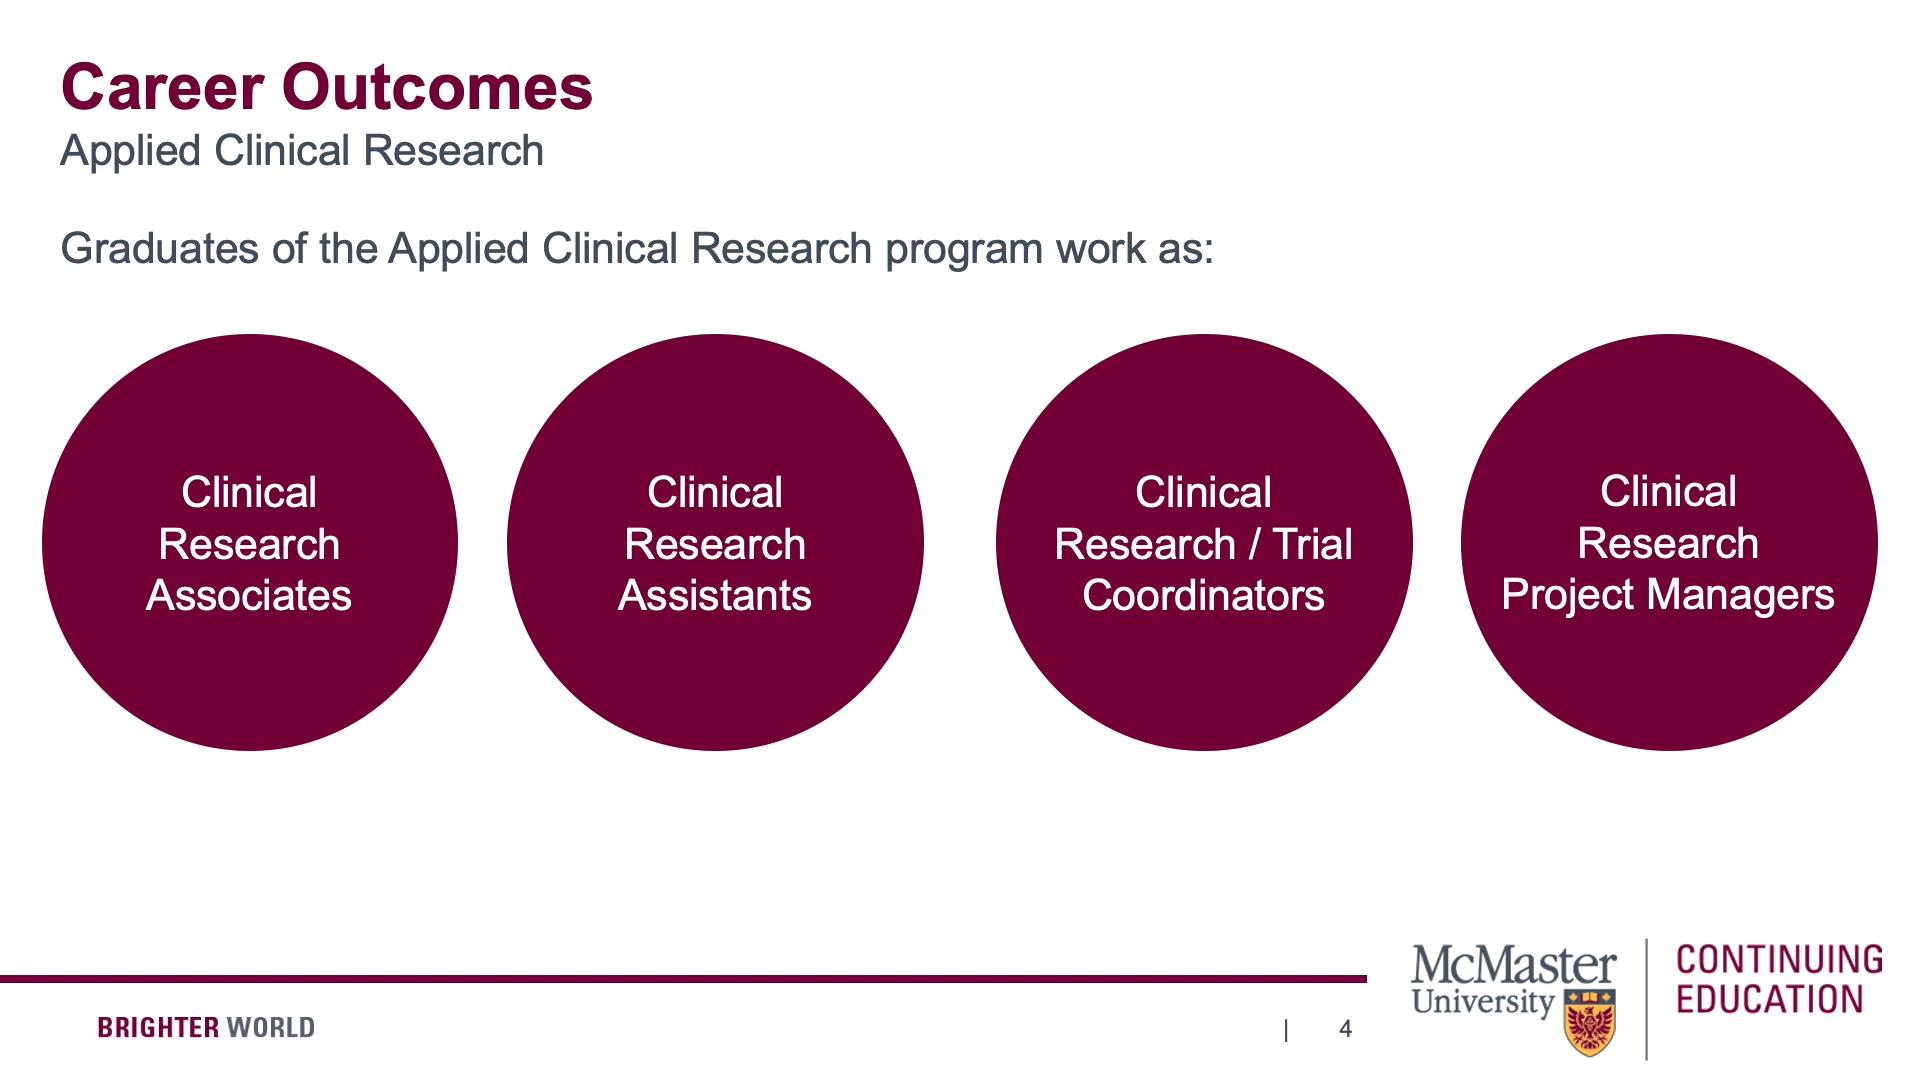 Career Outcomes
Applied Clinical Research
Graduates of the Applied Clinical Research program work as:
Clinical
Research
Associates
Clinical
Research
Assistants
Clinical
Research / Trial
Coordinators
Clinical
Research
Project Managers
BRIGHTER WORLD
| 4
McMaster
University
CONTINUING
EDUCATION